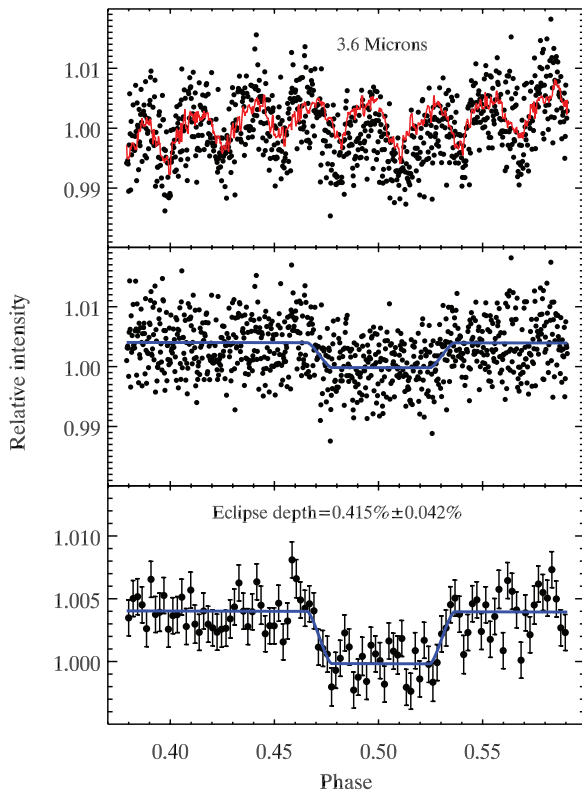 3.6 Microns
1.01
1.00
0.99
1.01
1.00
0.99
Relative intensity
Eclipse depth=0.415%±0.042%
1.010
1.005
1.000
0.40 0.45 0.50 0.55
Phase